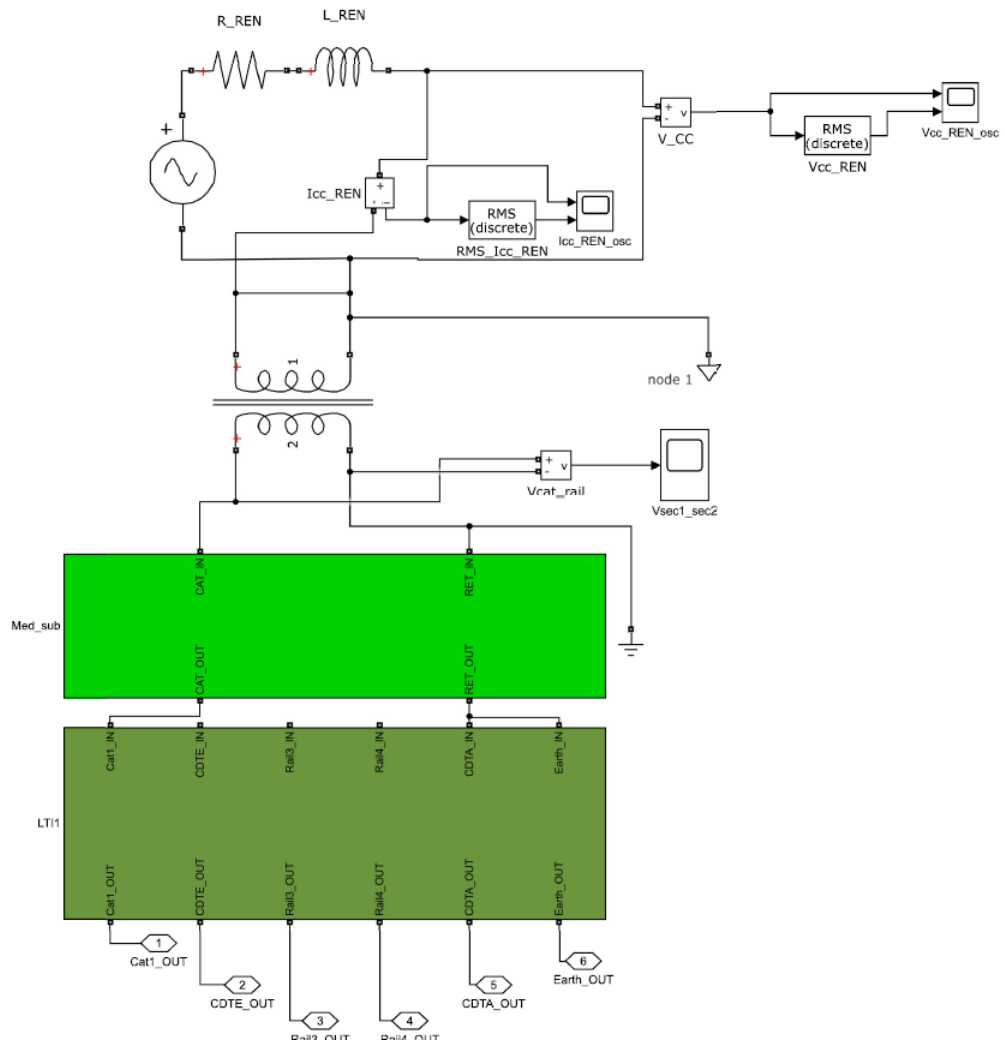 R_REN
L_REN
+
+
-
v
V_CC
RMS
(discrete)
Vcc_REN
Vcc_REN_osc
Icc_REN
+
-
i
RMS
(discrete)
RMS_Icc_REN
Icc_REN_osc
1
node 1
2
+
-
v
Vcat_rail
Vsec1_sec2
CAT_IN
RET_IN
Med_sub
CAT_OUT
RET_OUT
Cat1_IN
CDTE_IN
Rail3_IN
Rail4_IN
CDTA_IN
Earth_IN
LTI1
Cat1_OUT
CDTE_OUT
Rail3_OUT
Rail4_OUT
CDTA_OUT
Earth_OUT
1
Cat1_OUT
2
CDTE_OUT
3
Rail3_OUT
4
Rail4_OUT
5
CDTA_OUT
6
Earth_OUT